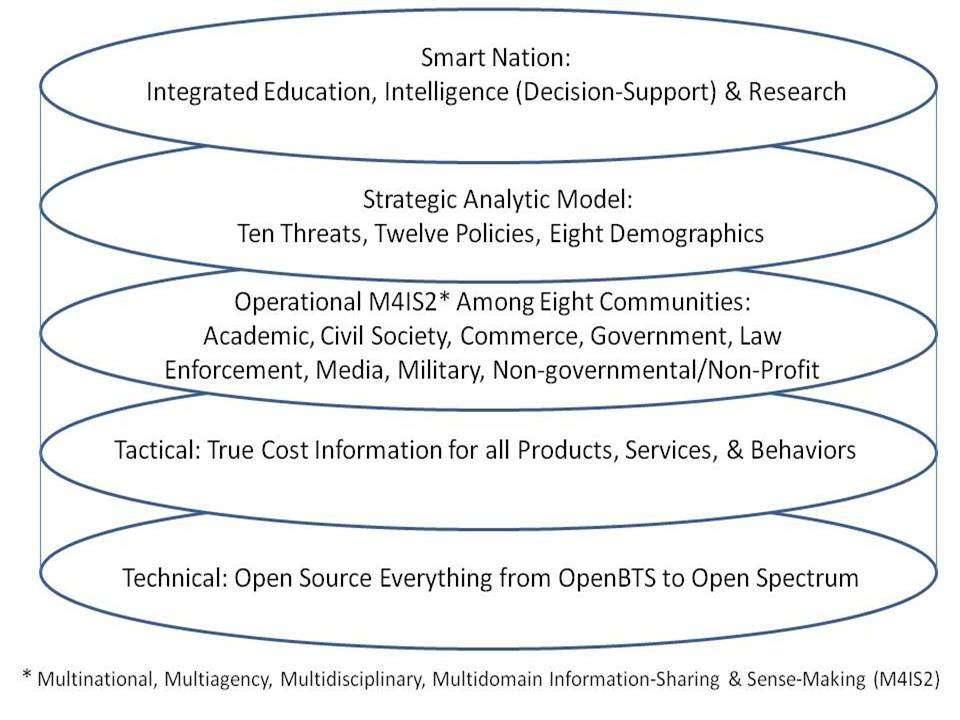 Smart Nation:
Integrated Education, Intelligence (Decision-Support) & Research
Strategic Analytic Model:
Ten Threats, Twelve Policies, Eight Demographics
Operational M4IS2* Among Eight Communities:
Academic, Civil Society, Commerce, Government, Law
Enforcement, Media, Military, Non-governmental/Non-Profit
Tactical: True Cost Information for all Products, Services, & Behaviors
Technical: Open Source Everything from OpenBTS to Open Spectrum
* Multinational, Multiagency, Multidisciplinary, Multidomain Information-Sharing & Sense-Making (M4IS2)